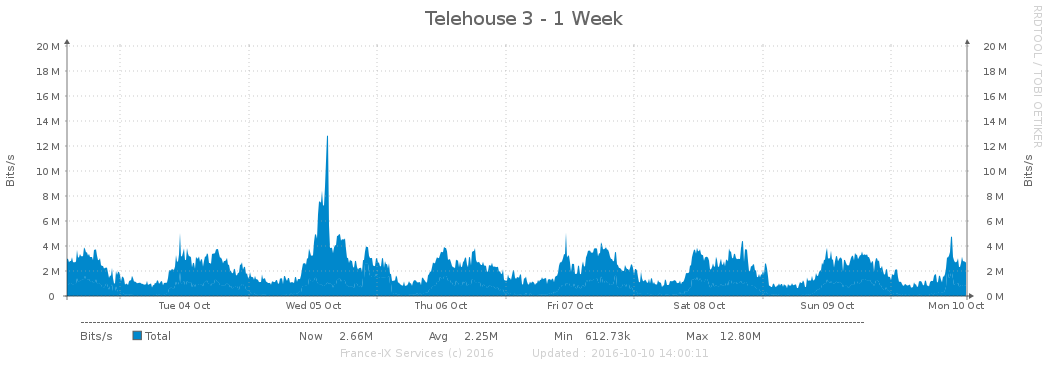 Telehouse 3 - 1 Week
RRDTOOL / TOBI OETIKER
Bits/s
20 M
18 M
16 M
14 M
12 M
10 M
8 M
6 M
4 M
2 M
0
20 M
18 M
16 M
14 M
12 M
10 M
8 M
6 M
4 M
2 M
0 M
Bits/s
Tue 04 Oct Wed 05 Oct Thu 06 Oct Fri 07 Oct Sat 08 Oct Sun 09 Oct Mon 10 Oct
Bits/s Total Now 2.66M Avg 2.25M Min 612.73k Max 12.80M
France-IX Services (c) 2016 Updated : 2016-10-10 14:00:11